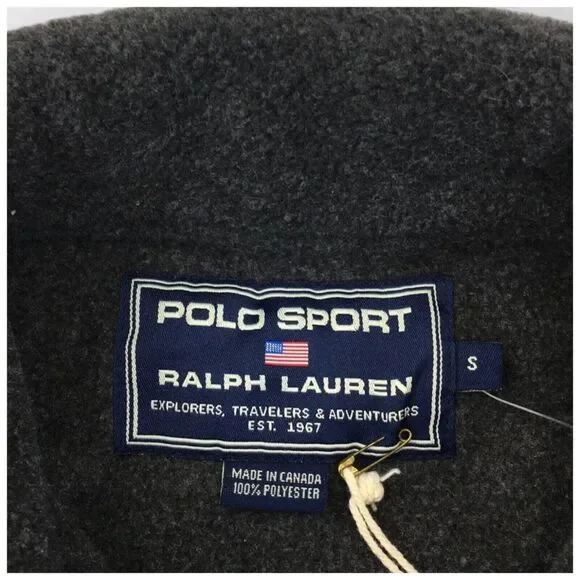 POLO SPORT
RALPH LAUREN
EXPLORERS, TRAVELERS & ADVENTURERS
EST. 1967
S
MADE IN CANADA
100% POLYESTER